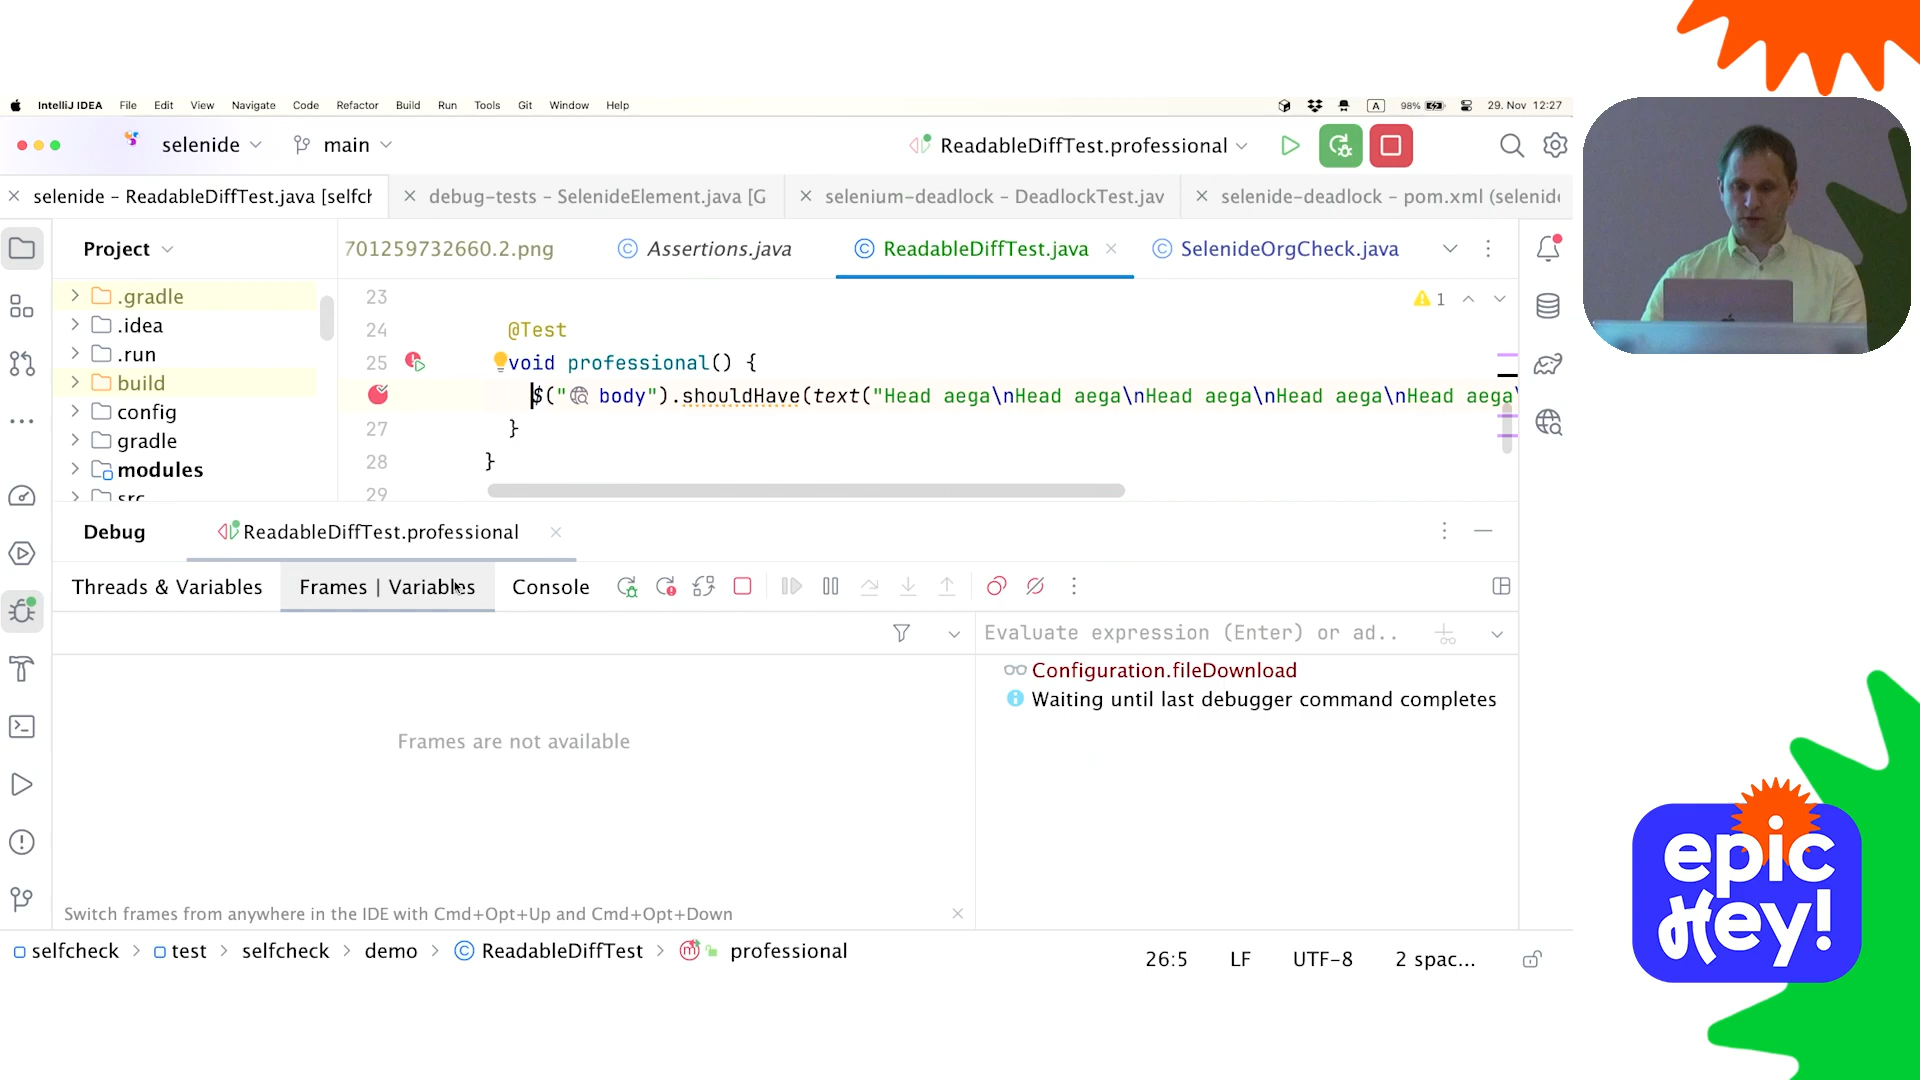 IntelliJ IDEA File Edit View Navigate Code Refactor Build Run Tools Git Window Help A 98% 29. Nov 12:27
selenide main ReadableDiffTest.professional
selenide – ReadableDiffTest.java [selfch debug-tests – SelenideElement.java [G selenium-deadlock – DeadlockTest.jav selenide-deadlock – pom.xml (selenide
Project 701259732660.2.png Assertions.java ReadableDiffTest.java SelenideOrgCheck.java
.gradle
.idea
.run
build
config
gradle
modules
src
23
24 @Test
25 void professional() {
$("body").shouldHave(text("Head aega\nHead aega\nHead aega\nHead aega\nHead aega\
27 }
28 }
29
1
Debug ReadableDiffTest.professional
Threads & Variables Frames | Variables Console
Evaluate expression (Enter) or ad..
Configuration.fileDownload
Waiting until last debugger command completes
Frames are not available
Switch frames from anywhere in the IDE with Cmd+Opt+Up and Cmd+Opt+Down
selfcheck test selfcheck demo ReadableDiffTest professional 26:5 LF UTF-8 2 spac...
epic
Hey!